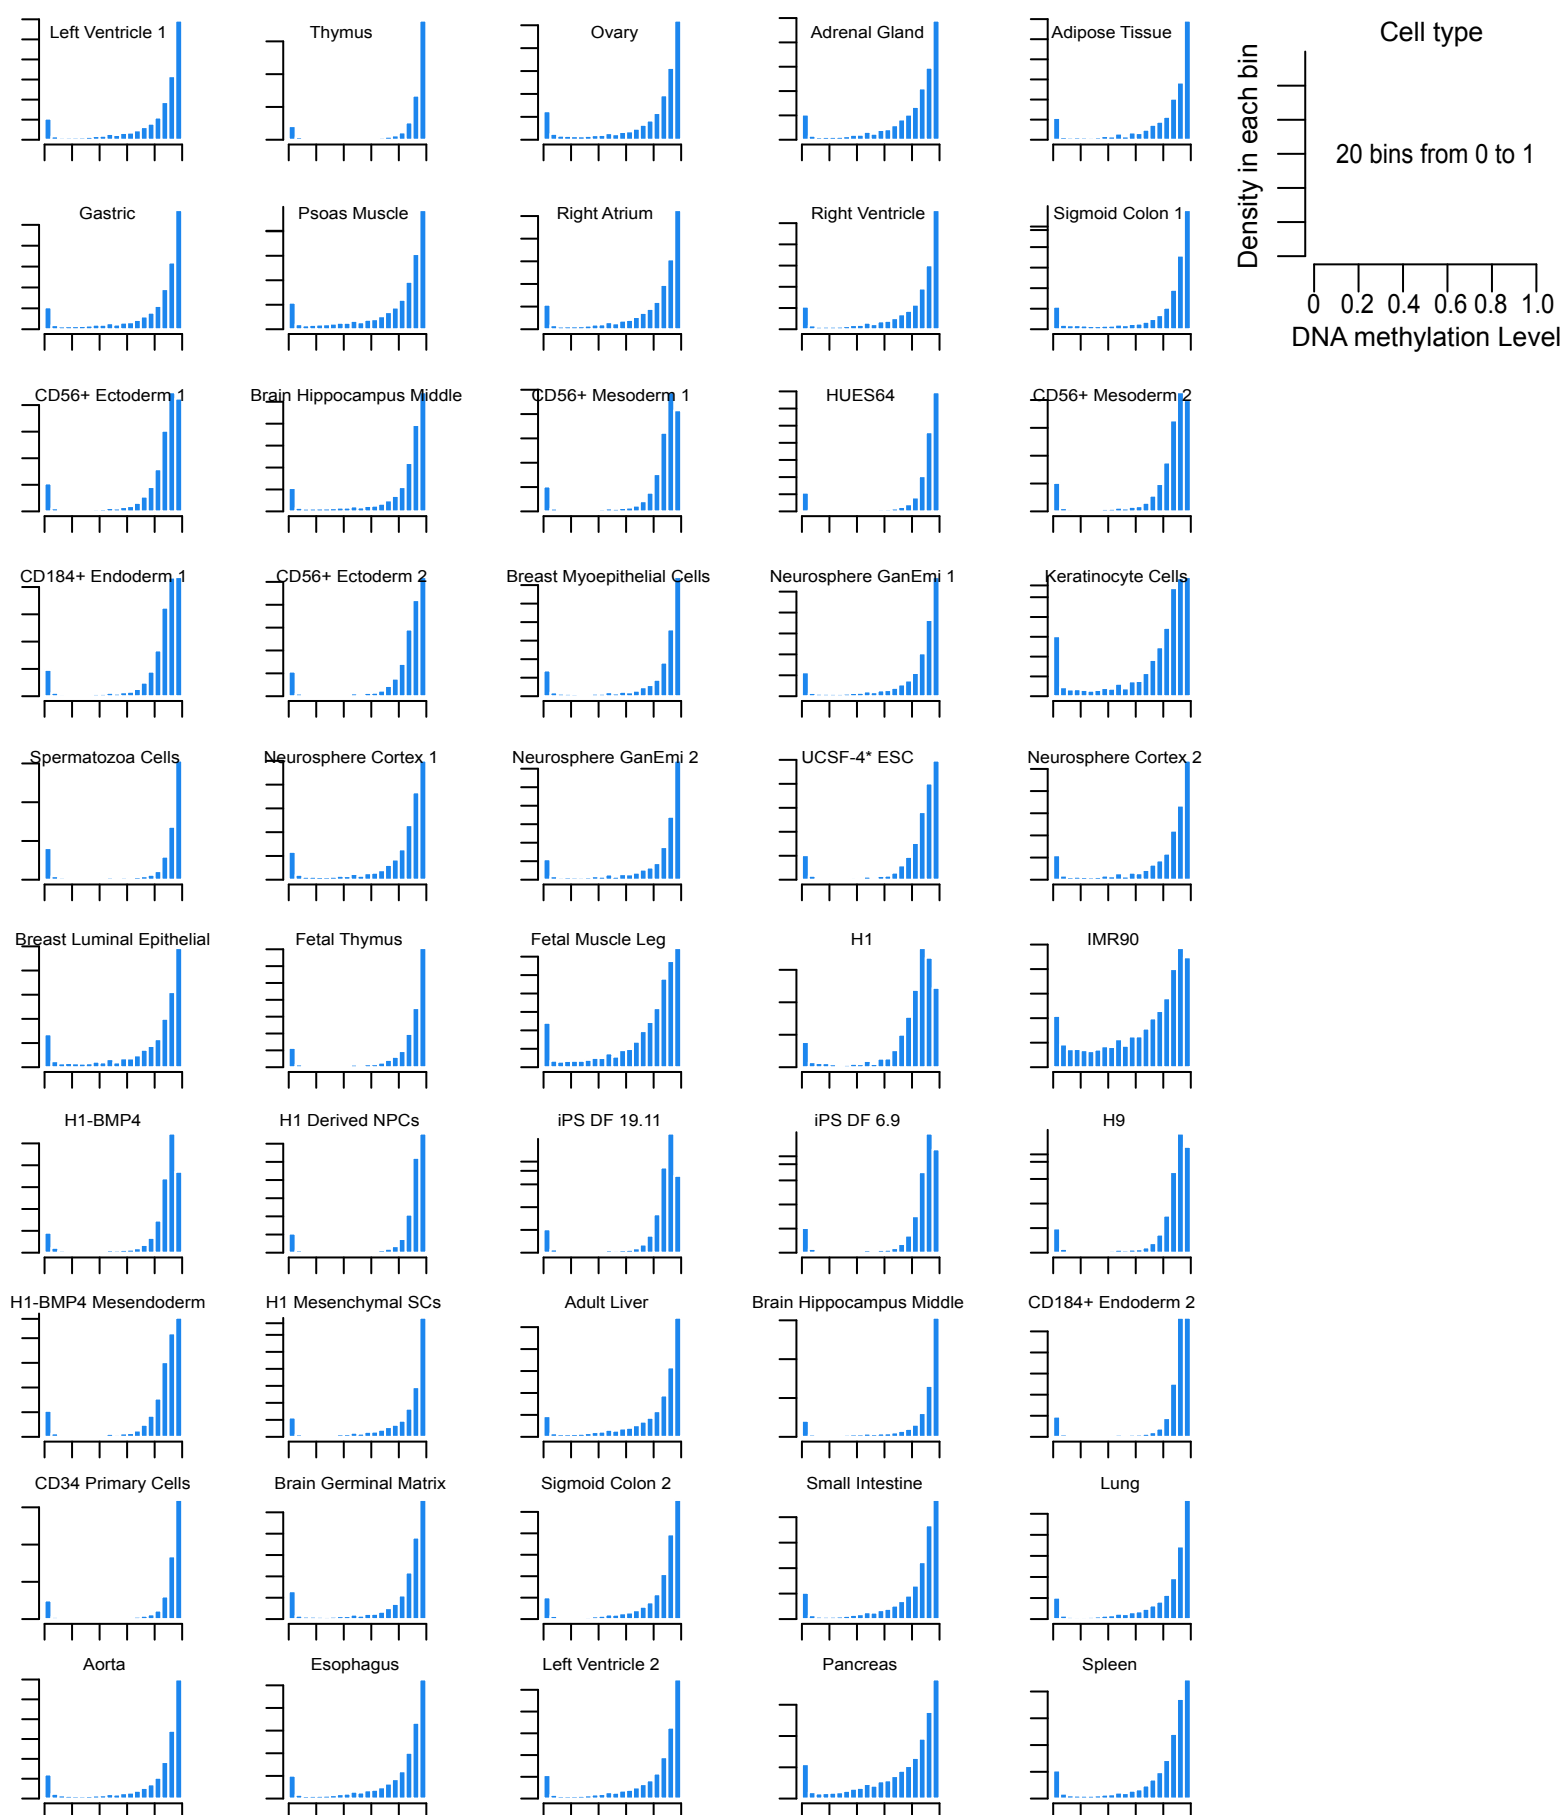 Left Ventricle 1
Thymus
Ovary
Adrenal Gland
Adipose Tissue
Cell type
Density in each bin
20 bins from 0 to 1
0 0.2 0.4 0.6 0.8 1.0
DNA methylation Level
Gastric
Psoas Muscle
Right Atrium
Right Ventricle
Sigmoid Colon 1
CD56+ Ectoderm 1
Brain Hippocampus Middle
CD56+ Mesoderm 1
HUES64
CD56+ Mesoderm 2
CD184+ Endoderm 1
CD56+ Ectoderm 2
Breast Myoepithelial Cells
Neurosphere GanEmi 1
Keratinocyte Cells
Spermatozoa Cells
Neurosphere Cortex 1
Neurosphere GanEmi 2
UCSF-4* ESC
Neurosphere Cortex 2
Breast Luminal Epithelial
Fetal Thymus
Fetal Muscle Leg
H1
IMR90
H1-BMP4
H1 Derived NPCs
iPS DF 19.11
iPS DF 6.9
H9
H1-BMP4 Mesendoderm
H1 Mesenchymal SCs
Adult Liver
Brain Hippocampus Middle
CD184+ Endoderm 2
CD34 Primary Cells
Brain Germinal Matrix
Sigmoid Colon 2
Small Intestine
Lung
Aorta
Esophagus
Left Ventricle 2
Pancreas
Spleen